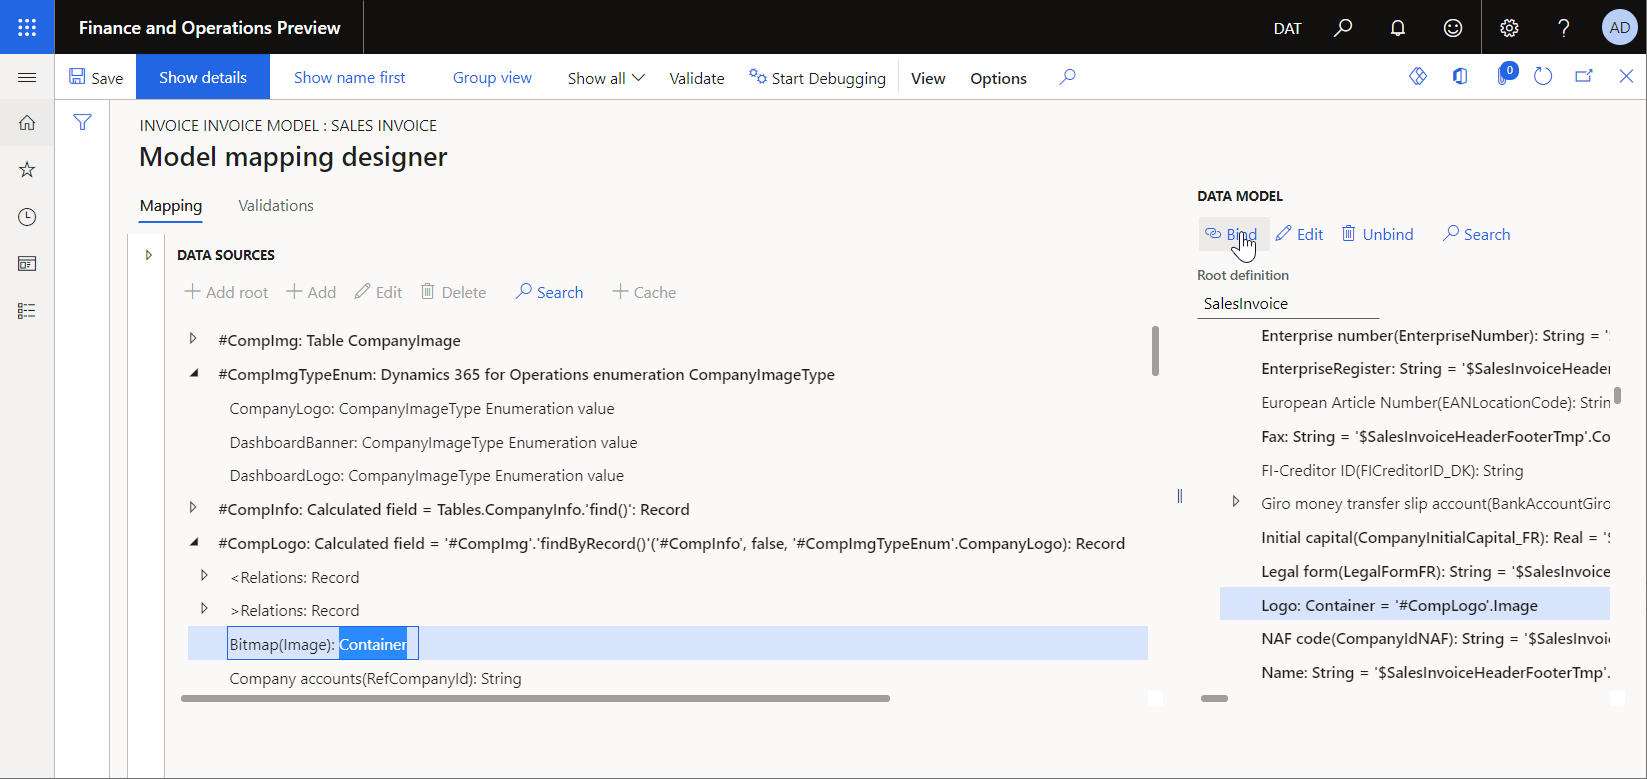 Finance and Operations Preview
DAT
AD
Save
Show details
Show name first
Group view
Show all
Validate
Start Debugging
View
Options
0
INVOICE INVOICE MODEL : SALES INVOICE
Model mapping designer
Mapping
Validations
DATA SOURCES
Add root
Add
Edit
Delete
Search
Cache
#CompImg: Table CompanyImage
#CompImgTypeEnum: Dynamics 365 for Operations enumeration CompanyImageType
CompanyLogo: CompanyImageType Enumeration value
DashboardBanner: CompanyImageType Enumeration value
DashboardLogo: CompanyImageType Enumeration value
#CompInfo: Calculated field = Tables.CompanyInfo.'find()': Record
#CompLogo: Calculated field = '#CompImg'.'findByRecord()'('#CompInfo', false, '#CompImgTypeEnum'.CompanyLogo): Record
<Relations: Record
>Relations: Record
Bitmap(Image): Container
Company accounts(RefCompanyId): String
DATA MODEL
Bind
Edit
Unbind
Search
Root definition
SalesInvoice
Enterprise number(EnterpriseNumber): String = '
EnterpriseRegister: String = '$SalesInvoiceHeader
European Article Number(EANLocationCode): Strin
Fax: String = '$SalesInvoiceHeaderFooterTmp'.Co
FI-Creditor ID(FICreditorID_DK): String
Giro money transfer slip account(BankAccountGiro
Initial capital(CompanyInitialCapital_FR): Real = '$
Legal form(LegalFormFR): String = '$SalesInvoice
Logo: Container = '#CompLogo'.Image
NAF code(CompanyIdNAF): String = '$SalesInvoi
Name: String = '$SalesInvoiceHeaderFooterTmp'.